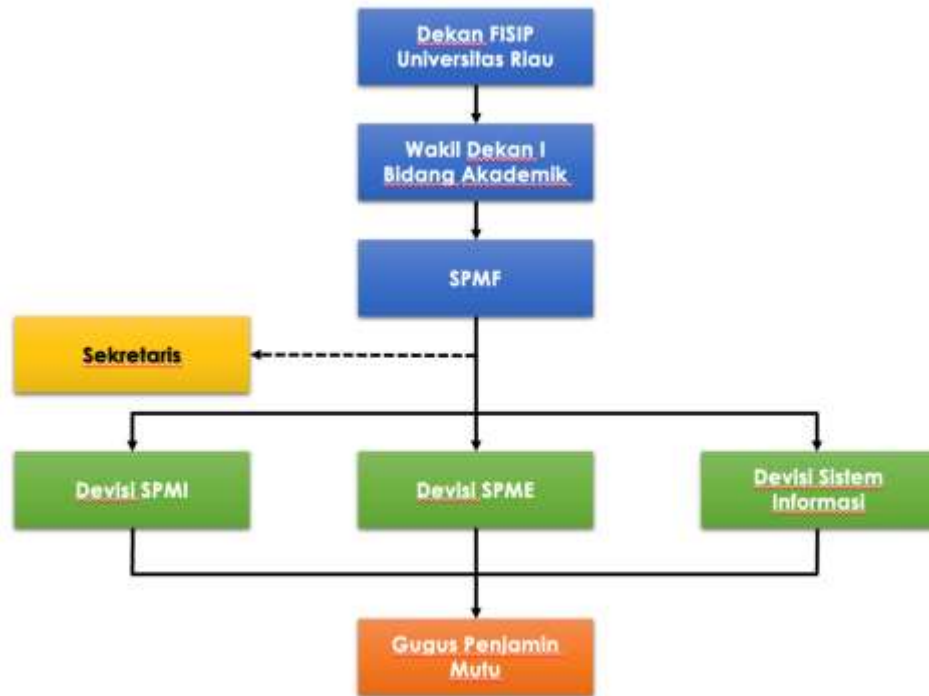 Dekan FISIP
Universitas Riau
Wakil Dekan I
Bidang Akademik
SPMF
Sekretaris
Devisi SPMI
Devisi SPME
Devisi Sistem
Informasi
Gugus Penjamin
Mutu